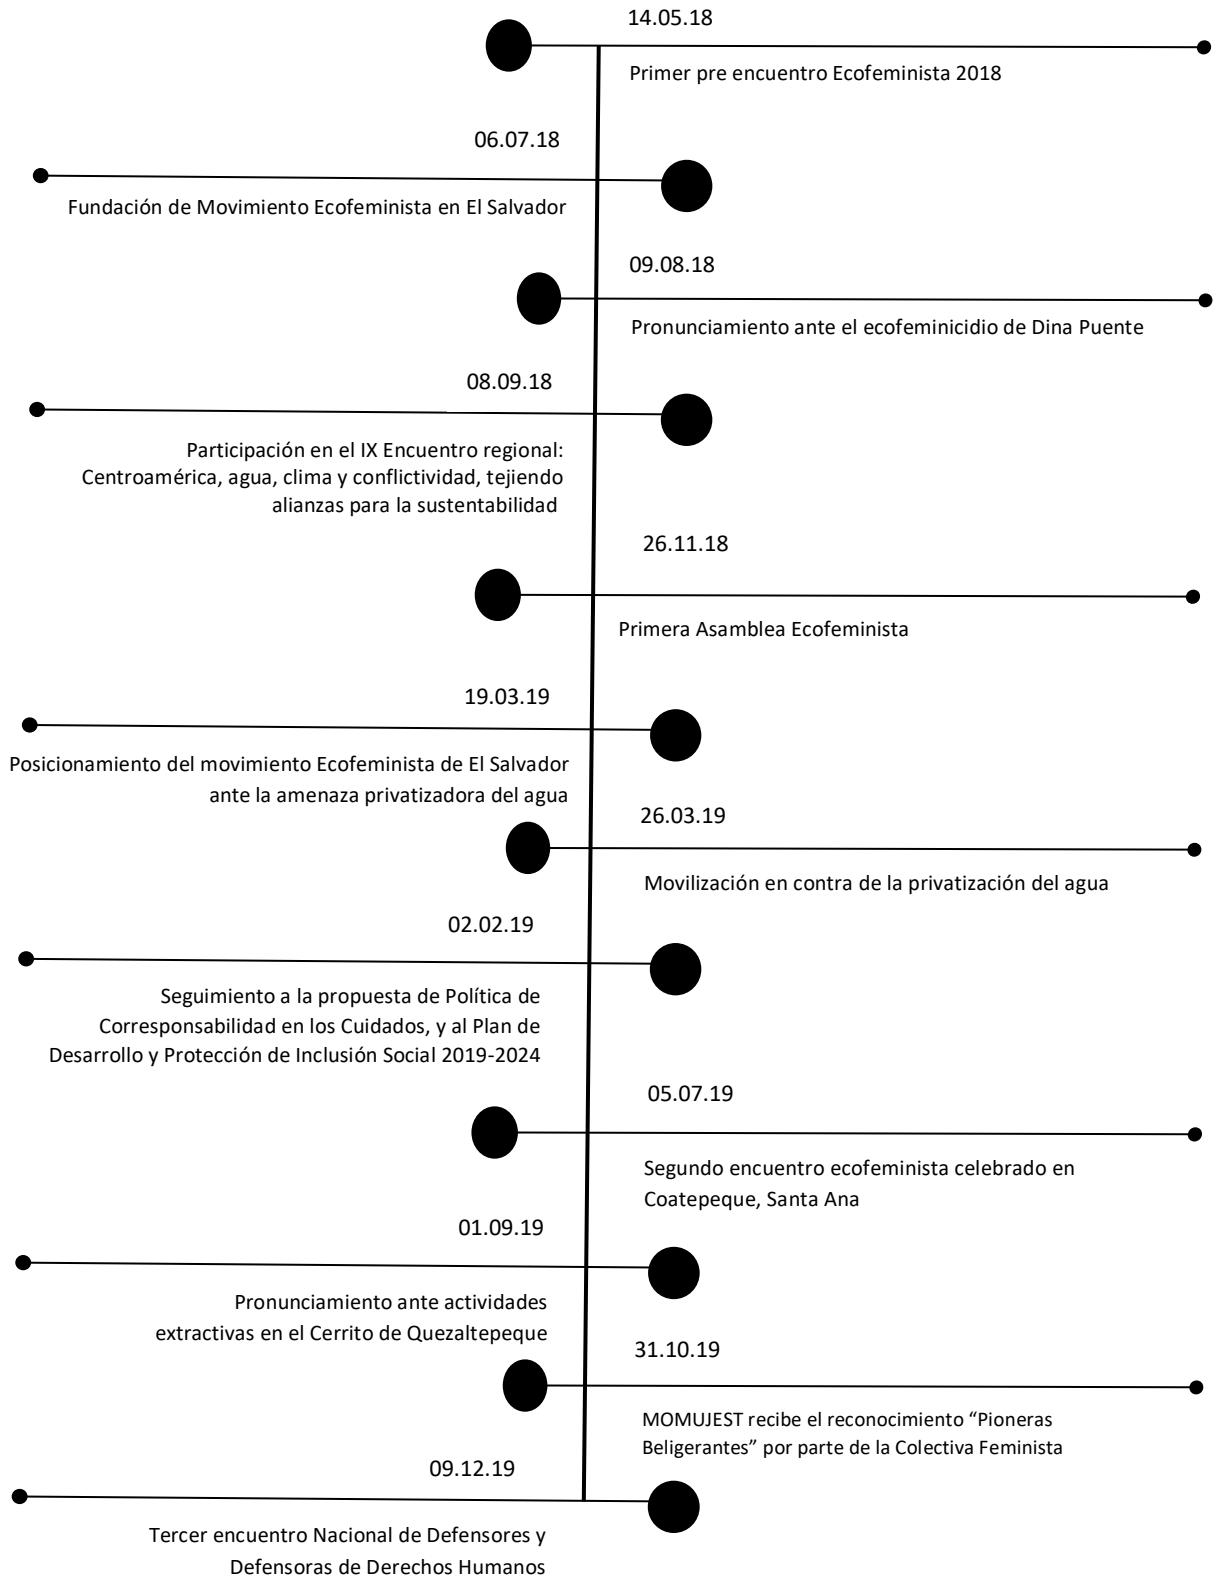 14.05.18
Primer pre encuentro Ecofeminista 2018
06.07.18
Fundación de Movimiento Ecofeminista en El Salvador
09.08.18
Pronunciamiento ante el ecofeminicidio de Dina Puente
08.09.18
Participación en el IX Encuentro regional:
Centroamérica, agua, clima y conflictividad, tejiendo
alianzas para la sustentabilidad
26.11.18
Primera Asamblea Ecofeminista
19.03.19
Posicionamiento del movimiento Ecofeminista de El Salvador
ante la amenaza privatizadora del agua
26.03.19
Movilización en contra de la privatización del agua
02.02.19
Seguimiento a la propuesta de Política de
Corresponsabilidad en los Cuidados, y al Plan de
Desarrollo y Protección de Inclusión Social 2019-2024
05.07.19
Segundo encuentro ecofeminista celebrado en
Coatepeque, Santa Ana
01.09.19
Pronunciamiento ante actividades
extractivas en el Cerrito de Quezaltepeque
31.10.19
MOMUJEST recibe el reconocimiento “Pioneras
Beligerantes” por parte de la Colectiva Feminista
09.12.19
Tercer encuentro Nacional de Defensores y
Defensoras de Derechos Humanos